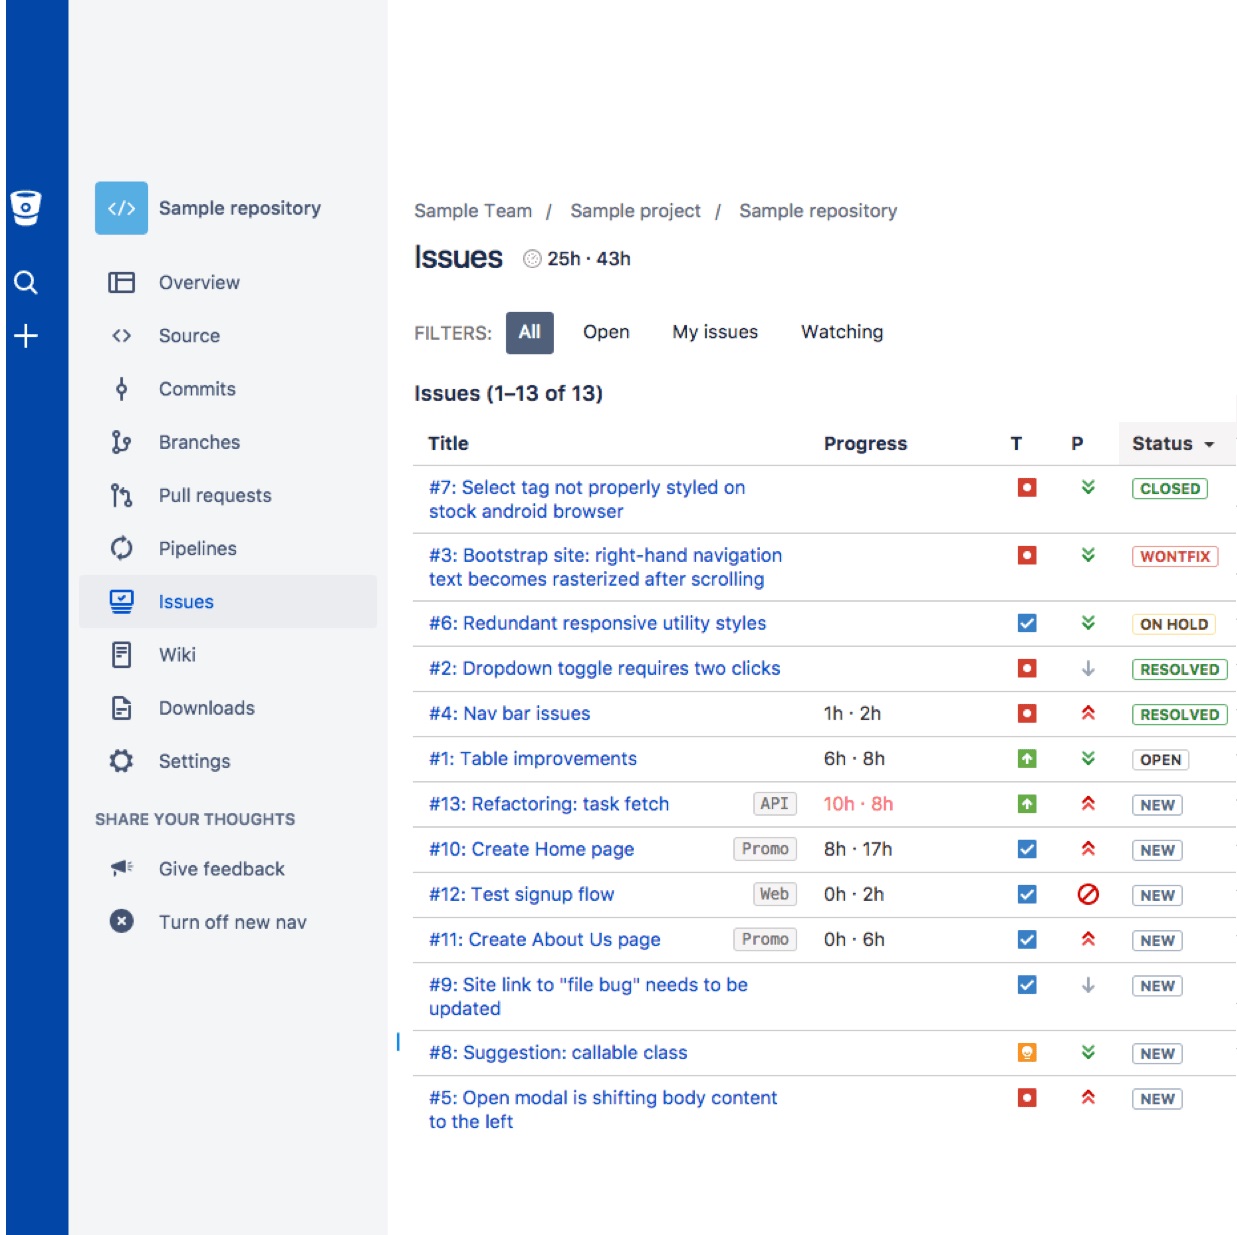 </> Sample repository
Overview
Source
Commits
Branches
Pull requests
Pipelines
Issues
Wiki
Downloads
Settings
SHARE YOUR THOUGHTS
Give feedback
Turn off new nav
Sample Team / Sample project / Sample repository
Issues 25h · 43h
FILTERS: All Open My issues Watching
Issues (1–13 of 13)
Title Progress T P Status
#7: Select tag not properly styled on
stock android browser
CLOSED
#3: Bootstrap site: right-hand navigation
text becomes rasterized after scrolling
WONTFIX
#6: Redundant responsive utility styles ON HOLD
#2: Dropdown toggle requires two clicks RESOLVED
#4: Nav bar issues 1h · 2h RESOLVED
#1: Table improvements 6h · 8h OPEN
#13: Refactoring: task fetch API 10h · 8h NEW
#10: Create Home page Promo 8h · 17h NEW
#12: Test signup flow Web 0h · 2h NEW
#11: Create About Us page Promo 0h · 6h NEW
#9: Site link to "file bug" needs to be
updated
NEW
#8: Suggestion: callable class NEW
#5: Open modal is shifting body content
to the left
NEW